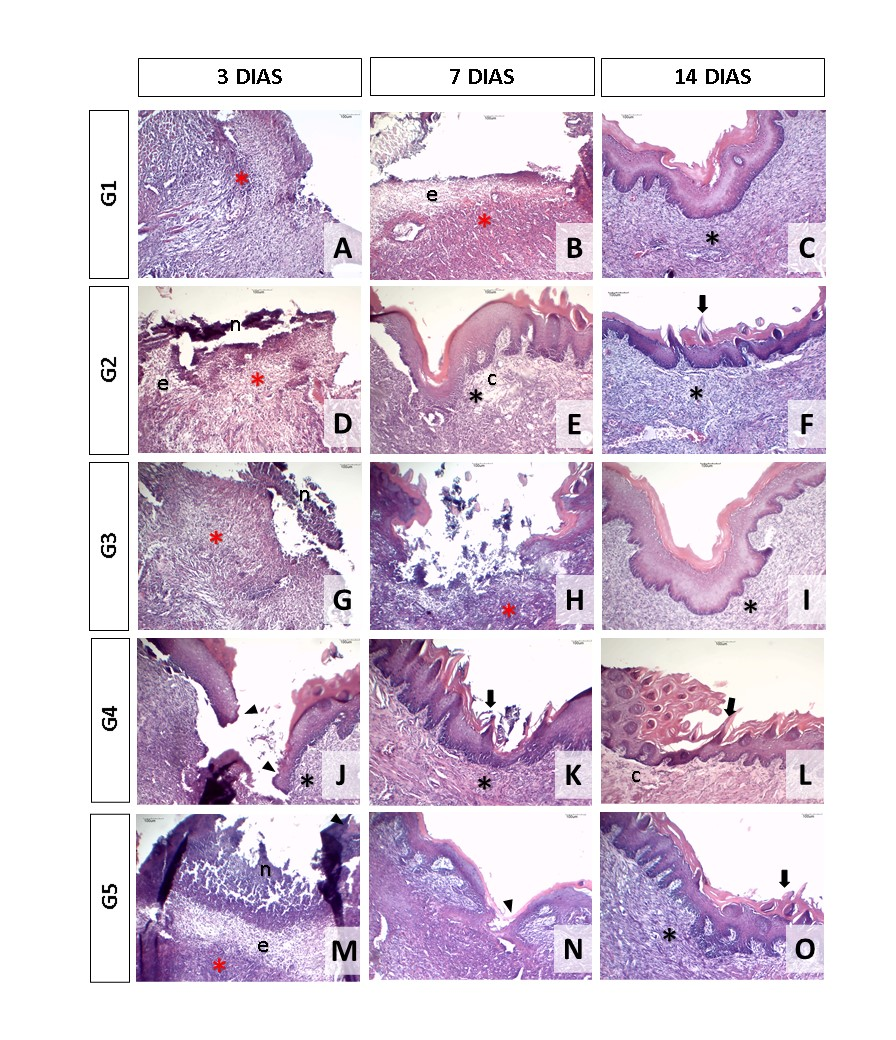 3 DIAS 7 DIAS 14 DIAS
G1
* A
e * B
* C
G2
n e * D
c * E
* F
G3
n * G
* H
* I
G4
* J
* K
c L
G5
n e * M
N
* O